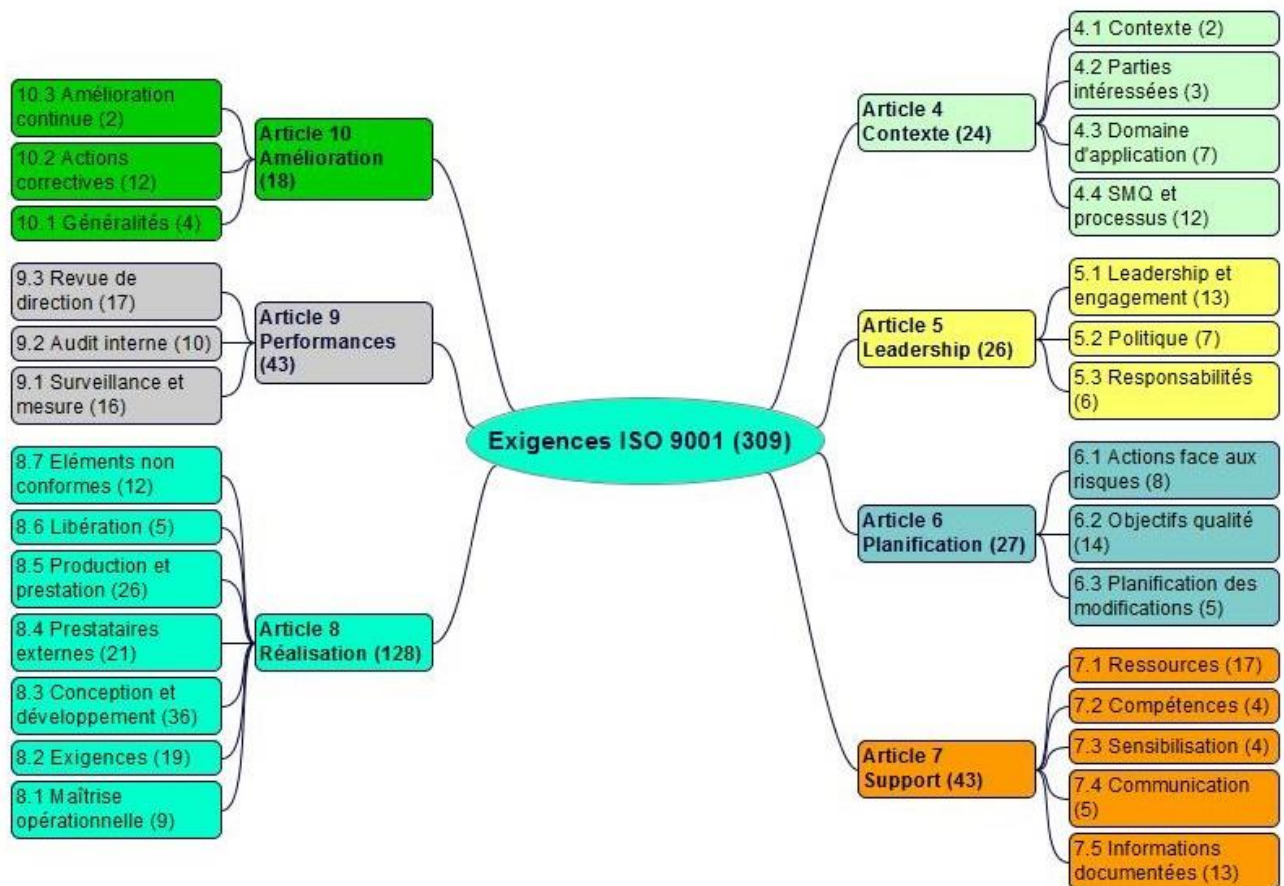 Exigences ISO 9001 (309)
Article 4
Contexte (24)
4.1 Contexte (2)
4.2 Parties
intéressées (3)
4.3 Domaine
d'application (7)
4.4 SMQ et
processus (12)
Article 5
Leadership (26)
5.1 Leadership et
engagement (13)
5.2 Politique (7)
5.3 Responsabilités
(6)
Article 6
Planification (27)
6.1 Actions face aux
risques (8)
6.2 Objectifs qualité
(14)
6.3 Planification des
modifications (5)
Article 7
Support (43)
7.1 Ressources (17)
7.2 Compétences (4)
7.3 Sensibilisation (4)
7.4 Communication
(5)
7.5 Informations
documentées (13)
Article 10
Amélioration
(18)
10.3 Amélioration
continue (2)
10.2 Actions
correctives (12)
10.1 Généralités (4)
Article 9
Performances
(43)
9.3 Revue de
direction (17)
9.2 Audit interne (10)
9.1 Surveillance et
mesure (16)
Article 8
Réalisation (128)
8.7 Eléments non
conformes (12)
8.6 Libération (5)
8.5 Production et
prestation (26)
8.4 Prestataires
externes (21)
8.3 Conception et
développement (36)
8.2 Exigences (19)
8.1 Maîtrise
opérationnelle (9)